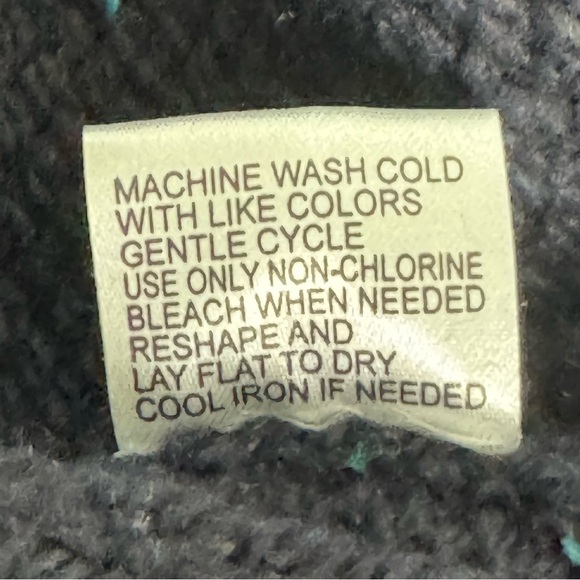 MACHINE WASH COLD
WITH LIKE COLORS
GENTLE CYCLE
USE ONLY NON-CHLORINE
BLEACH WHEN NEEDED
RESHAPE AND
LAY FLAT TO DRY
COOL IRON IF NEEDED